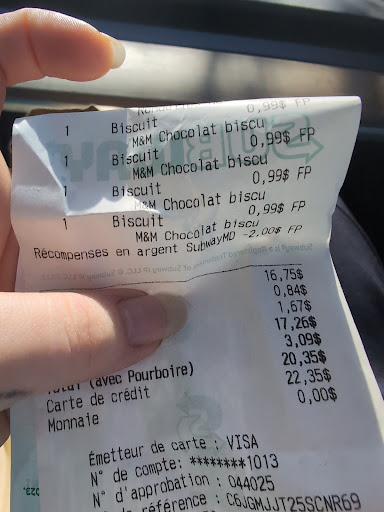 0,99$ FP
1 Biscuit
M&M Chocolat biscu
0,99$ FP
1 Biscuit
M&M Chocolat biscu
0,99$ FP
1 Biscuit
M&M Chocolat biscu
0,99$ FP
1 Biscuit
M&M Chocolat biscu
Récompenses en argent SubwayMD -2,00$ FP
16,75$
0,84$
1,67$
17,26$
3,09$
20,35$
(avec Pourboire) 22,35$
Carte de crédit 0,00$
Monnaie
Émetteur de carte : VISA
N° de compte: ********1013
N° d'approbation : 044025
référence : C6JGMJJT25SCNR69